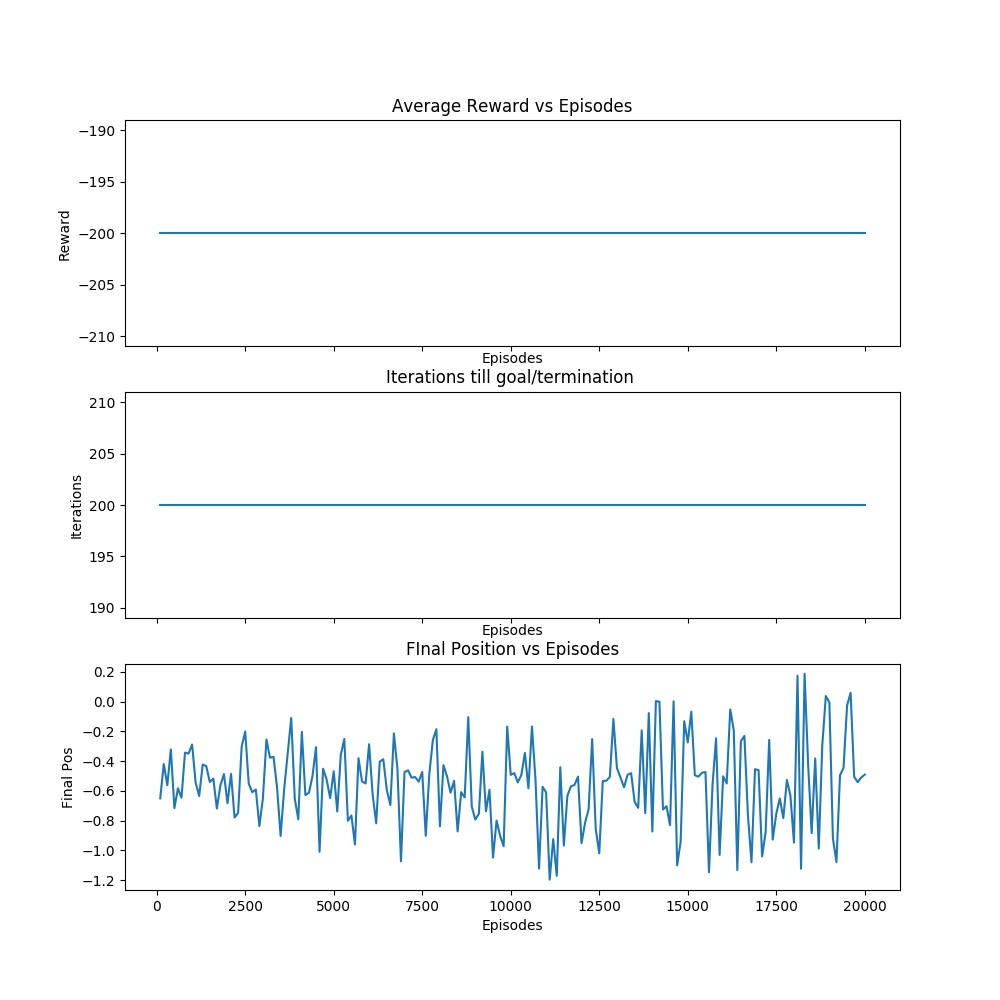 Average Reward vs Episodes
−190
−195
−200
−205
−210
Reward
Episodes
Iterations till goal/termination
210
205
200
195
190
Iterations
Episodes
FInal Position vs Episodes
0.2
0.0
−0.2
−0.4
−0.6
−0.8
−1.0
−1.2
Final Pos
0 2500 5000 7500 10000 12500 15000 17500 20000
Episodes